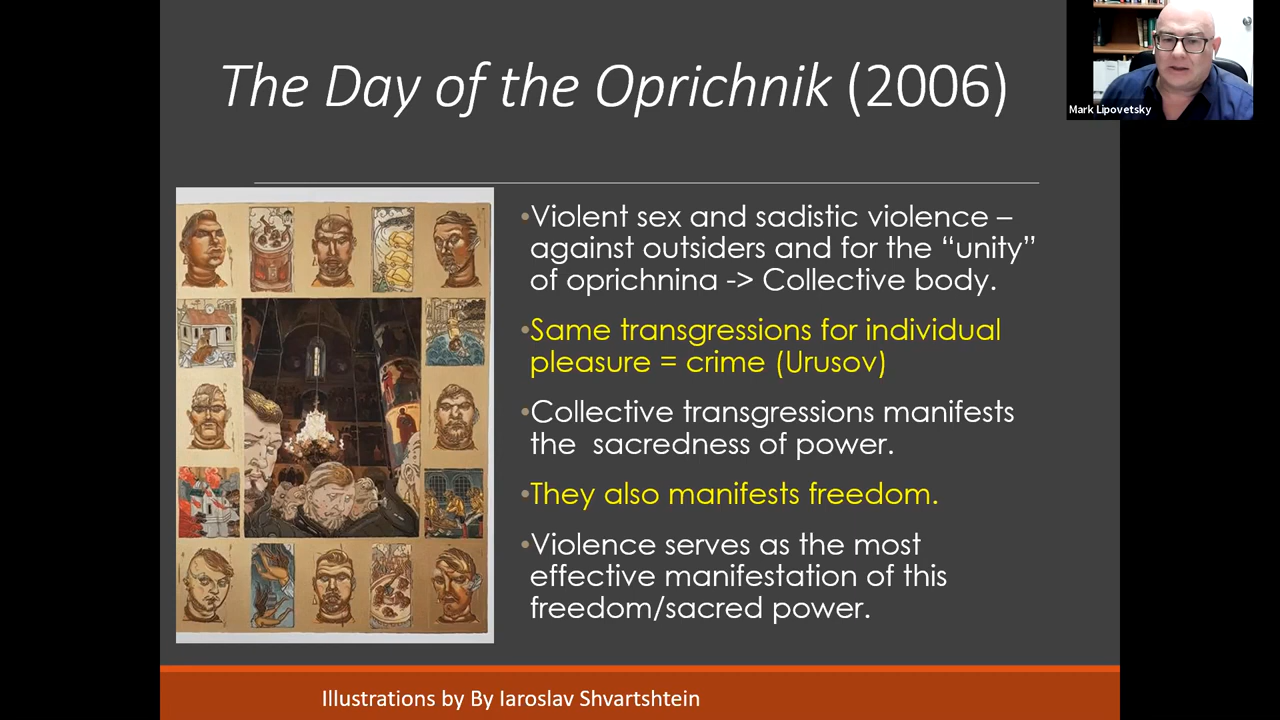 The Day of the Oprichnik (2006)
Mark Lipovetsky
•Violent sex and sadistic violence –
against outsiders and for the “unity”
of oprichnina -> Collective body.
•Same transgressions for individual
pleasure = crime (Urusov)
•Collective transgressions manifests
the  sacredness of power.
•They also manifests freedom.
•Violence serves as the most
effective manifestation of this
freedom/sacred power.
Illustrations by By Iaroslav Shvartshtein